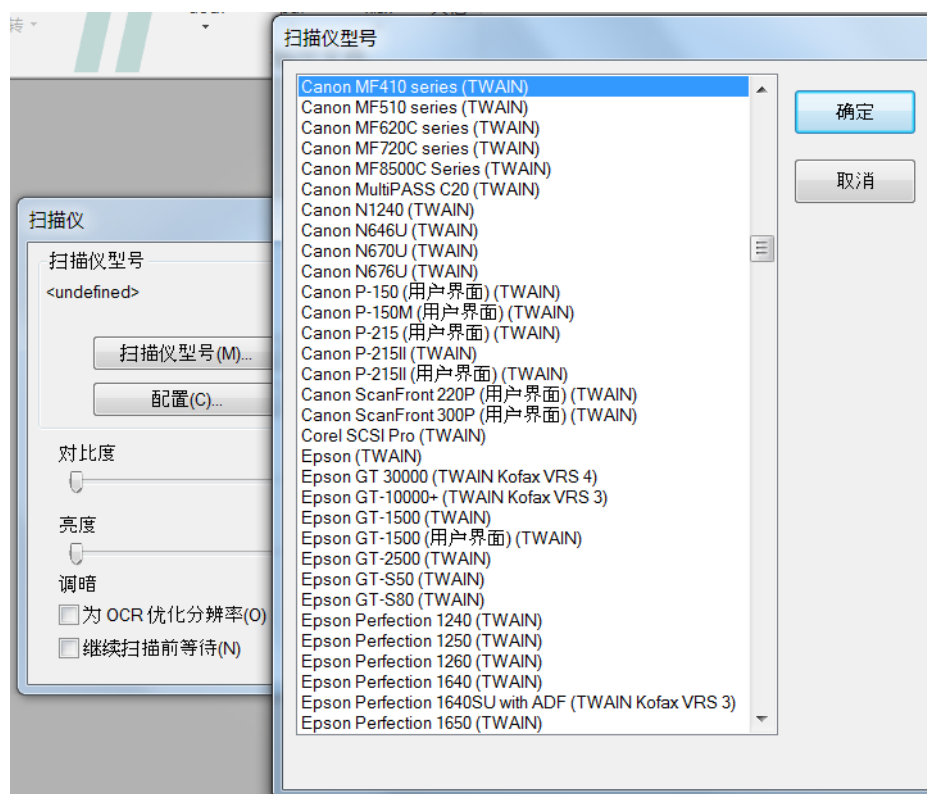 转
扫描仪型号
Canon MF410 series (TWAIN)
Canon MF510 series (TWAIN)
Canon MF620C series (TWAIN)
Canon MF720C series (TWAIN)
Canon MF8500C Series (TWAIN)
Canon MultiPASS C20 (TWAIN)
Canon N1240 (TWAIN)
Canon N646U (TWAIN)
Canon N670U (TWAIN)
Canon N676U (TWAIN)
Canon P-150 (用户界面) (TWAIN)
Canon P-150M (用户界面) (TWAIN)
Canon P-215 (用户界面) (TWAIN)
Canon P-215II (TWAIN)
Canon P-215II (用户界面) (TWAIN)
Canon ScanFront 220P (用户界面) (TWAIN)
Canon ScanFront 300P (用户界面) (TWAIN)
Corel SCSI Pro (TWAIN)
Epson (TWAIN)
Epson GT 30000 (TWAIN Kofax VRS 4)
Epson GT-10000+ (TWAIN Kofax VRS 3)
Epson GT-1500 (TWAIN)
Epson GT-1500 (用户界面) (TWAIN)
Epson GT-2500 (TWAIN)
Epson GT-S50 (TWAIN)
Epson GT-S80 (TWAIN)
Epson Perfection 1240 (TWAIN)
Epson Perfection 1250 (TWAIN)
Epson Perfection 1260 (TWAIN)
Epson Perfection 1640 (TWAIN)
Epson Perfection 1640SU with ADF (TWAIN Kofax VRS 3)
Epson Perfection 1650 (TWAIN)
确定
取消
扫描仪
扫描仪型号
<undefined>
扫描仪型号(M)...
配置(C)...
对比度
亮度
调暗
为 OCR 优化分辨率(O)
继续扫描前等待(N)